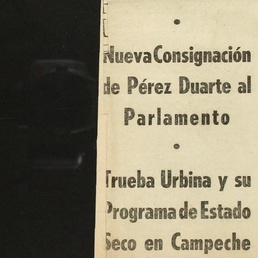 Nueva Consignación
de Pérez Duarte al
Parlamento
Trueba Urbina y su
Programa de Estado
Seco en Campeche